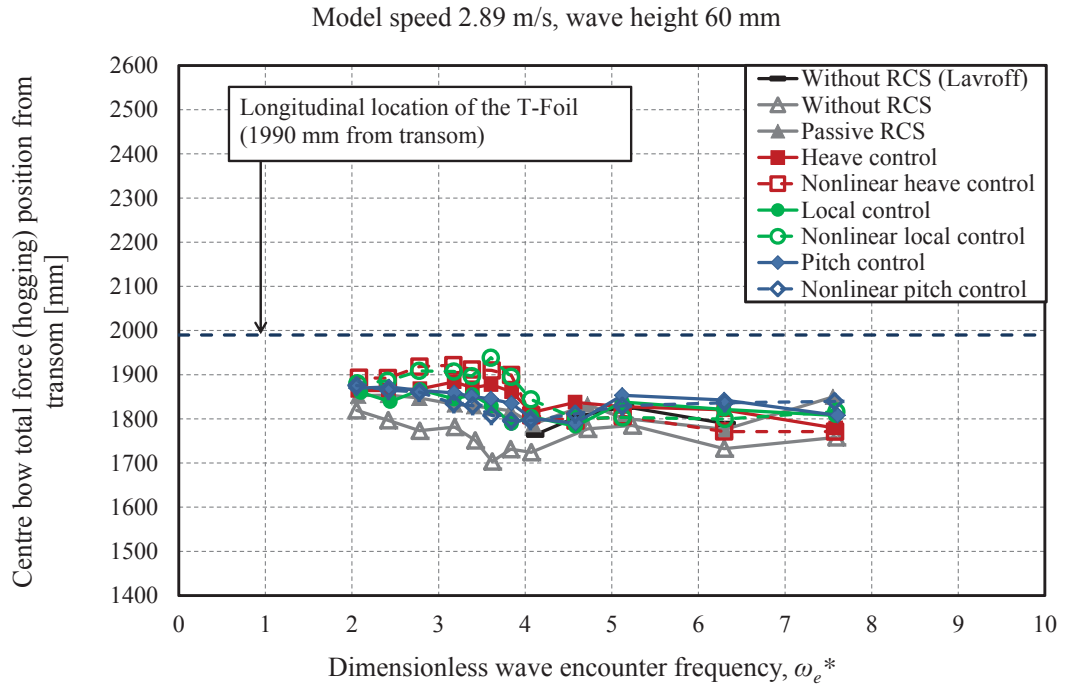 Model speed 2.89 m/s, wave height 60 mm
Centre bow total force (hogging) position from
transom [mm]
2600
2500
2400
2300
2200
2100
2000
1900
1800
1700
1600
1500
1400
Longitudinal location of the T-Foil
(1990 mm from transom)
Without RCS (Lavroff)
Without RCS
Passive RCS
Heave control
Nonlinear heave control
Local control
Nonlinear local control
Pitch control
Nonlinear pitch control
0 1 2 3 4 5 6 7 8 9 10
Dimensionless wave encounter frequency, ωe*